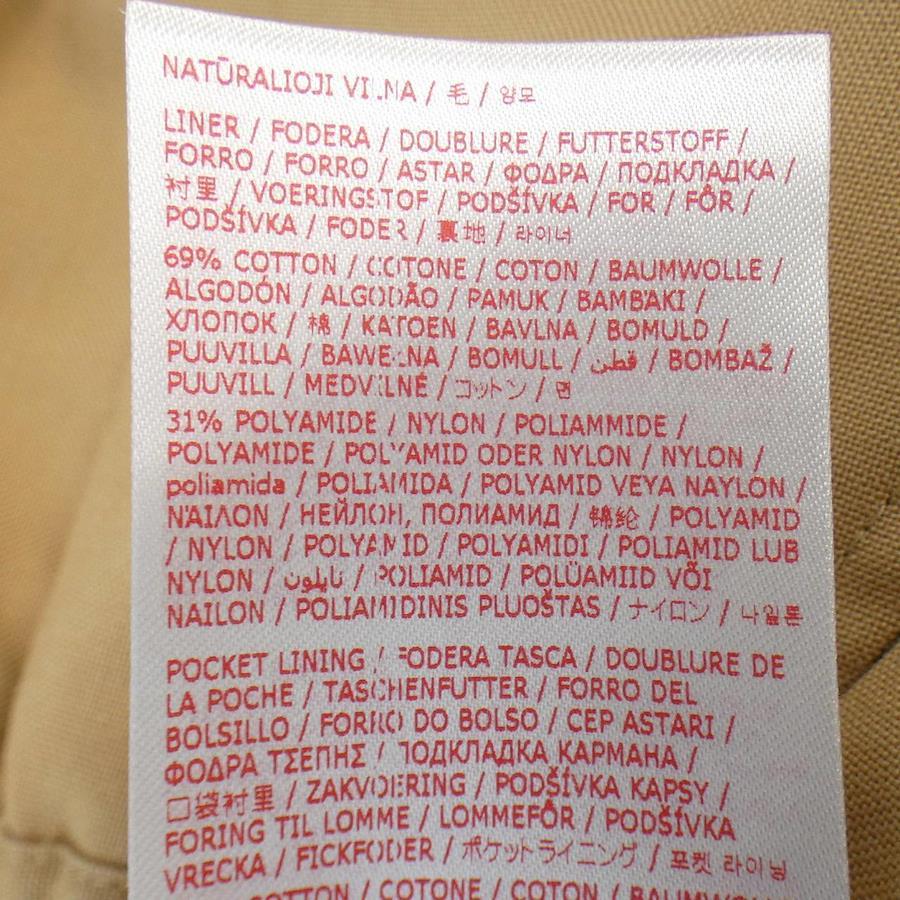 NATŪRALIOJI VILNA / 毛 / 양모
LINER / FODERA / DOUBLURE / FUTTERSTOFF /
FORRO / FORRO / ASTAR / ΦΟΔΡΑ / ПОДКЛАДКА /
衬里 / VOERINGSTOF / PODŠÍVKA / FOR / FÔR /
PODŠÍVKA / FODER / 裏地 / 라이너
69% COTTON / COTONE / COTON / BAUMWOLLE /
ALGODÓN / ALGODÃO / PAMUK / ΒΑΜΒΆΚΙ /
ХЛОПОК / 棉 / KATOEN / BAVLNA / BOMULD /
PUUVILLA / BAWEŁNA / BOMULL / قطن / BOMBAŽ /
PUUVILL / MEDVILNĖ / コットン / 면
31% POLYAMIDE / NYLON / POLIAMMIDE /
POLYAMIDE / POLYAMID ODER NYLON / NYLON /
poliamida / POLIAMIDA / POLYAMID VEYA NAYLON /
ΝΆΙΛΟΝ / НЕЙЛОН, ПОЛИАМИД / 锦纶 / POLYAMID
/ NYLON / POLYAMID / POLYAMIDI / POLIAMID LUB
NYLON / نايلون / POLIAMID / POLÜAMIID VÕI
NAILON / POLIAMIDINIS PLUOŠTAS / ナイロン / 나일론
POCKET LINING / FODERA TASCA / DOUBLURE DE
LA POCHE / TASCHENFUTTER / FORRO DEL
BOLSILLO / FORRO DO BOLSO / CEP ASTARI /
ΦΟΔΡΑ ΤΣΕΠΗΣ / ПОДКЛАДКА КАРМАНА /
口袋衬里 / ZAKVOERING / PODŠÍVKA KAPSY /
FORING TIL LOMME / LOMMEFÔR / PODŠÍVKA
VRECKA / FICKFODER / ポケットライニング / 포켓 라이닝
COTTON / COTONE / COTON / BAUMWOLLE